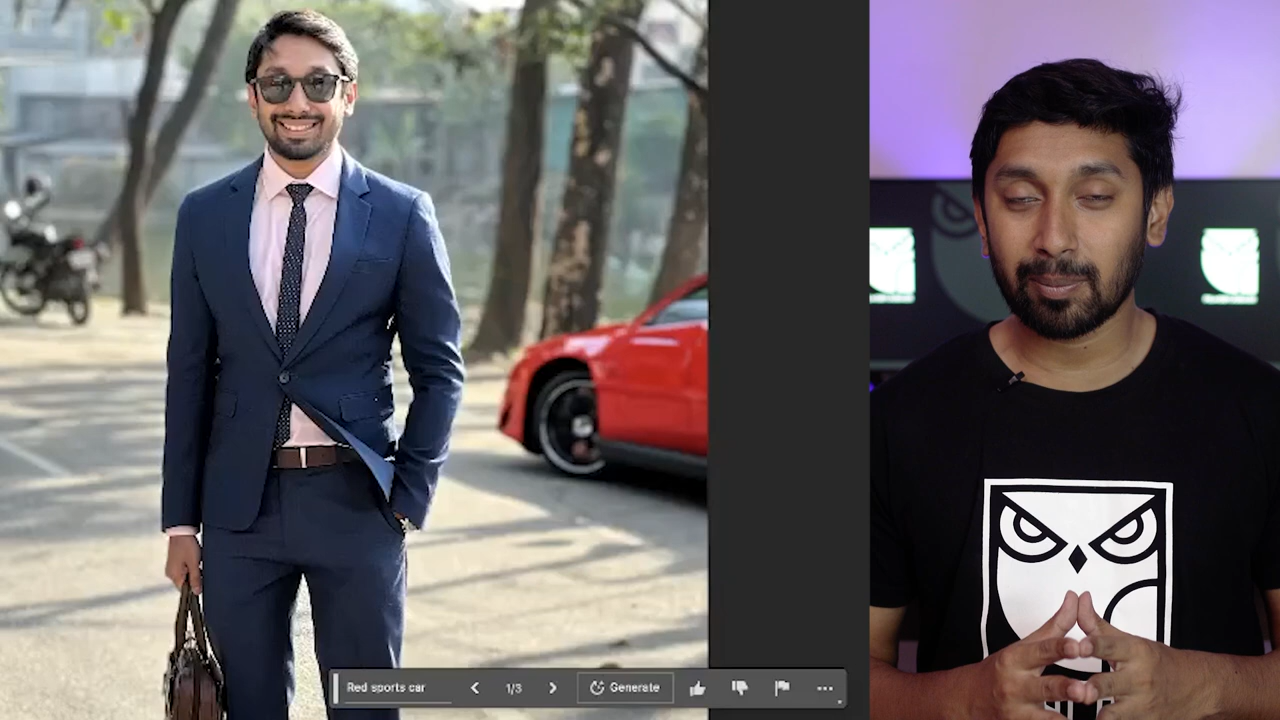 Red sports car
1/3
Generate